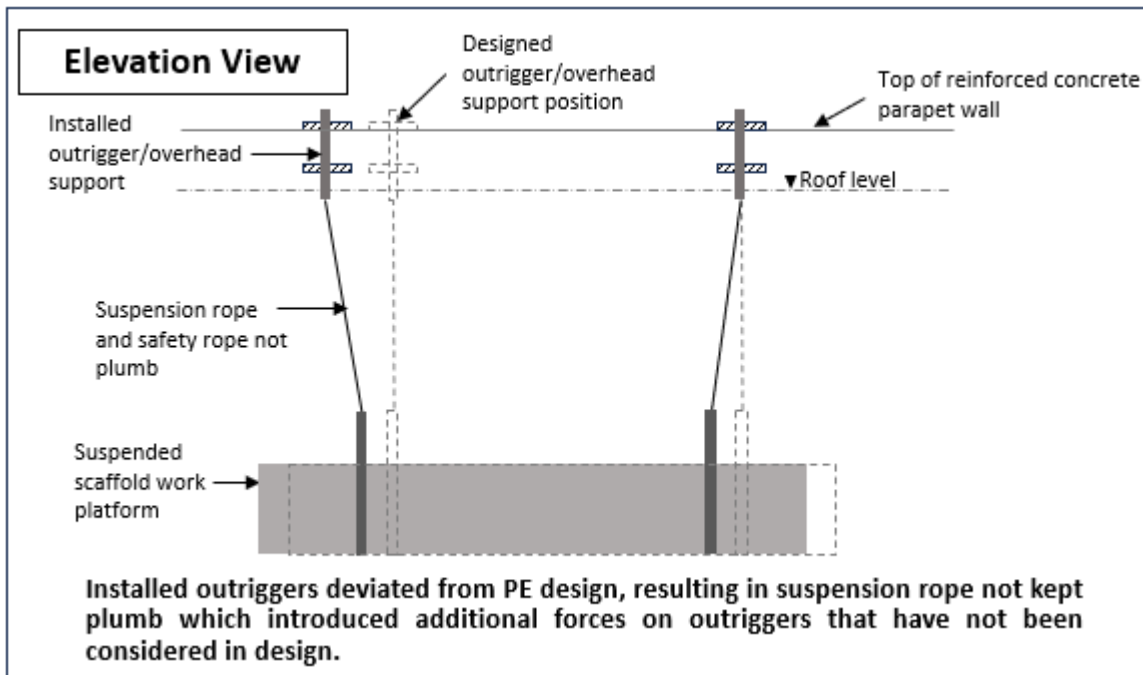 Elevation View
Designed
outrigger/overhead
support position
Top of reinforced concrete
parapet wall
Installed
outrigger/overhead
support
▼Roof level
Suspension rope
and safety rope not
plumb
Suspended
scaffold work
platform
Installed outriggers deviated from PE design, resulting in suspension rope not kept
plumb which introduced additional forces on outriggers that have not been
considered in design.